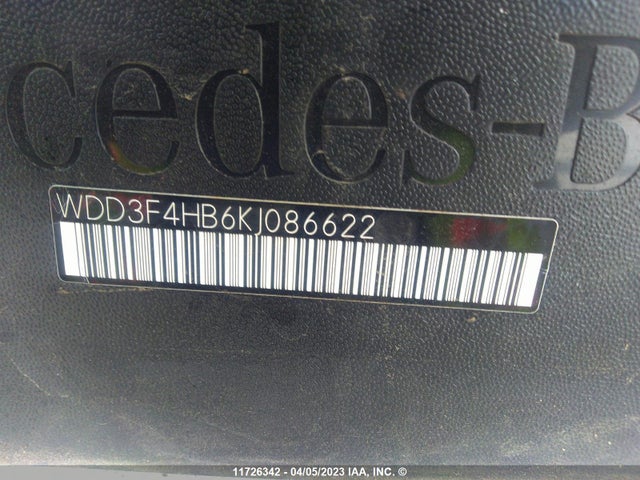 cedes-B
WDD3F4HB6KJ086622
11726342 - 04/05/2023 IAA, INC. ©